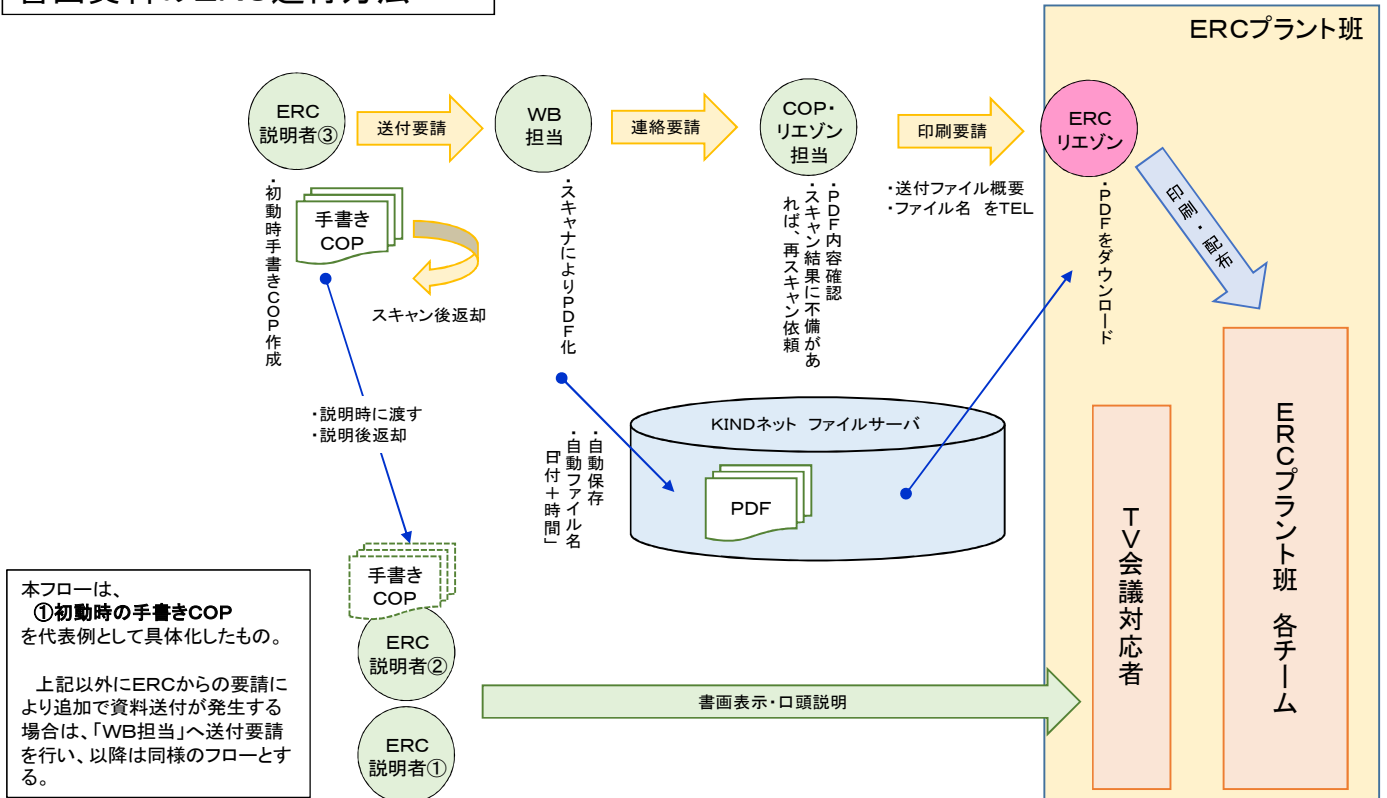 書画資料のERC送付方法
ERCプラント班
ERC
説明者③
送付要請
WB
担当
連絡要請
COP・
リエゾン
担当
印刷要請
ERC
リエゾン
・初動時手書きCOP作成
手書き
COP
スキャン後返却
・スキャナによりPDF化
・PDF内容確認
・スキャン結果に不備があ
れば、再スキャン依頼
・送付ファイル概要
・ファイル名 をTEL
・PDFをダウンロード
印刷・配布
・説明時に渡す
・説明後返却
・自動保存
・自動ファイル名
「日付+時間」
KINDネット ファイルサーバ
PDF
TV会議対応者
ERCプラント班 各チーム
手書き
COP
ERC
説明者②
ERC
説明者①
書画表示・口頭説明
本フローは、
①初動時の手書きCOP
を代表例として具体化したもの。
上記以外にERCからの要請に
より追加で資料送付が発生する
場合は、「WB担当」へ送付要請
を行い、以降は同様のフローとす
る。